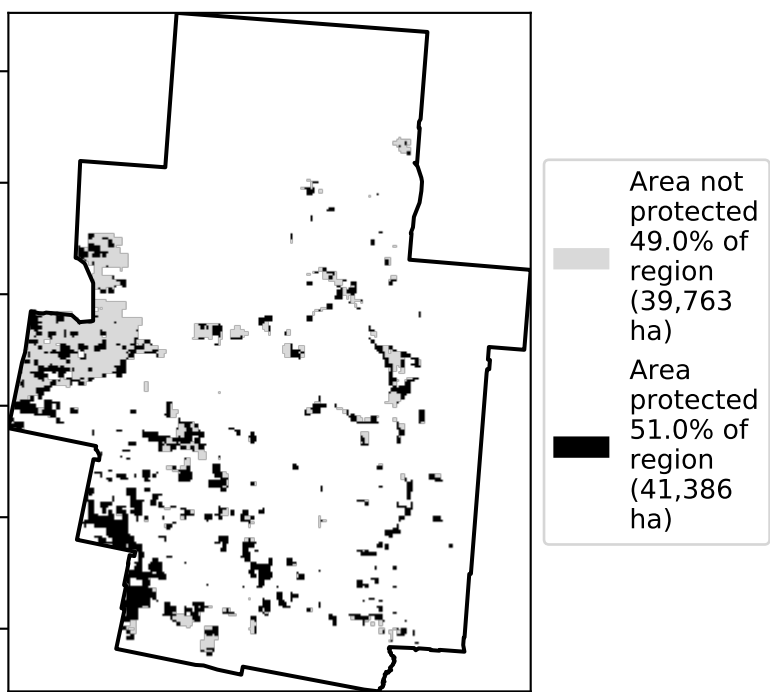 Area not
protected
49.0% of
region
(39,763
ha)
Area
protected
51.0% of
region
(41,386
ha)